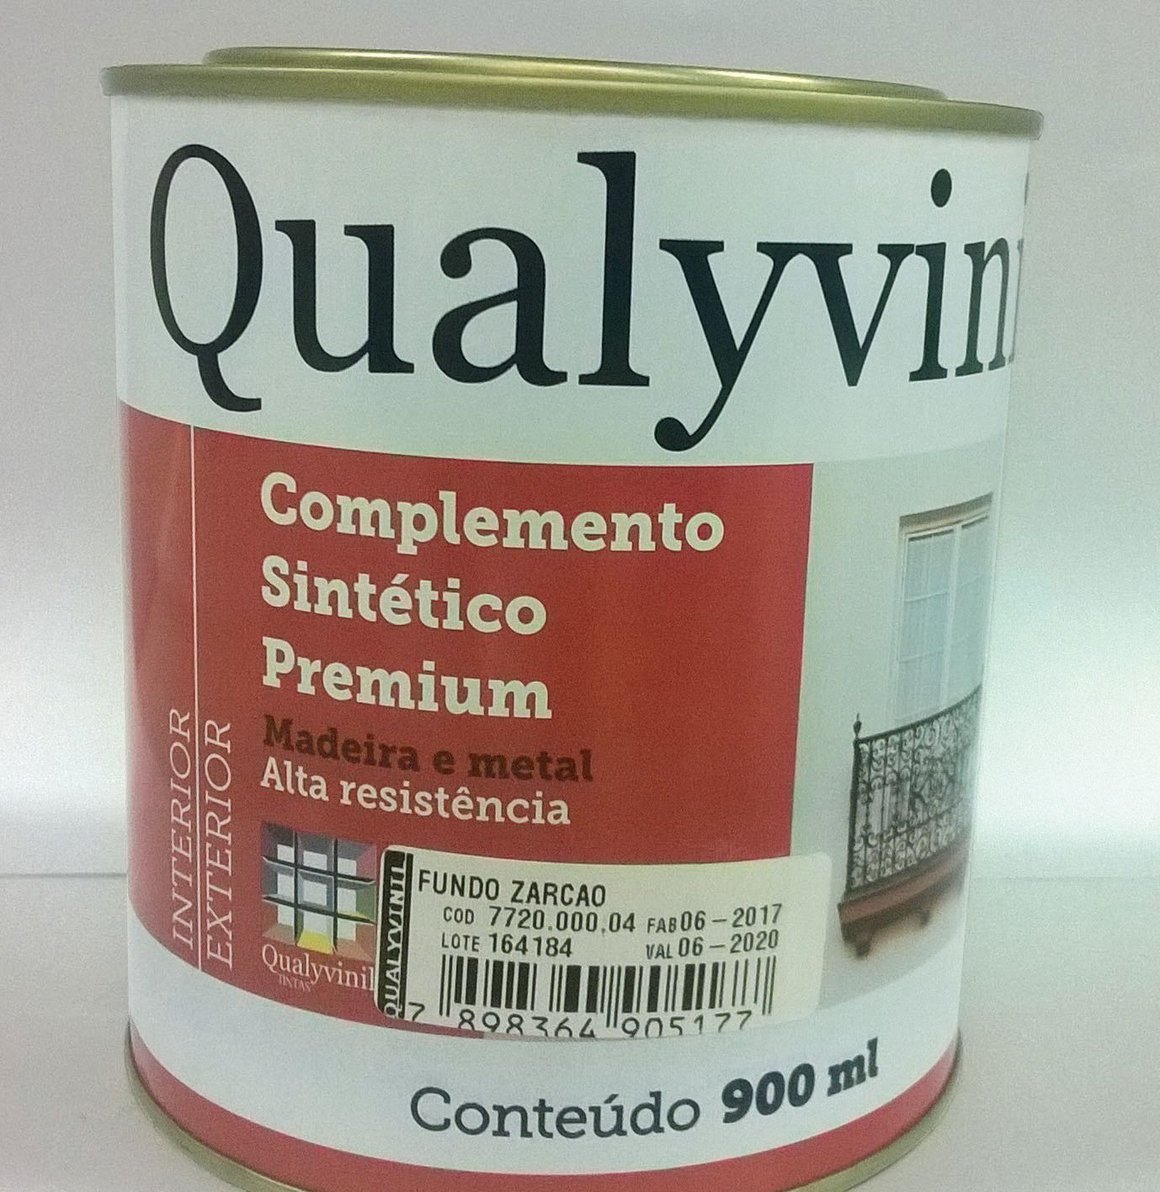 Qualyvini
Complemento
Sintético
Premium
Madeira e metal
Alta resistência
INTERIOR
EXTERIOR
Qualyvinil
TINTAS
QUALYVINIL
FUNDO ZARCAO
COD 7720.000.04 FAB 06-2017
LOTE 164184 VAL 06-2020
7 898364 905177
Conteúdo 900 ml